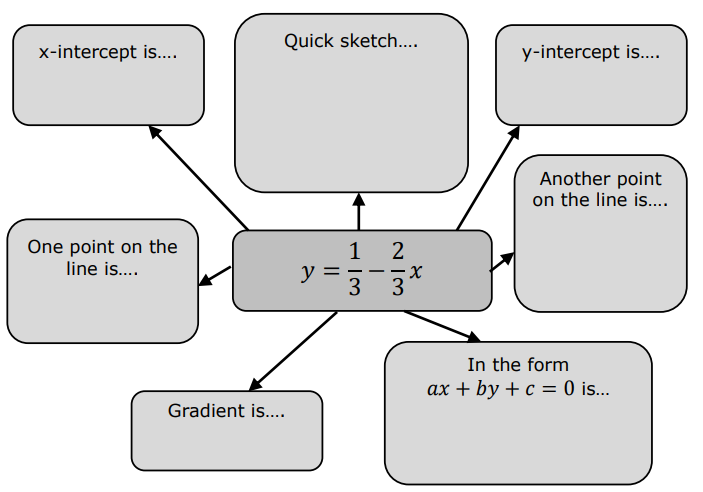 x-intercept is....
Quick sketch....
y-intercept is....
Another point
on the line is....
One point on the
line is....
y = 1/3 − 2/3 x
In the form
ax + by + c = 0 is...
Gradient is....